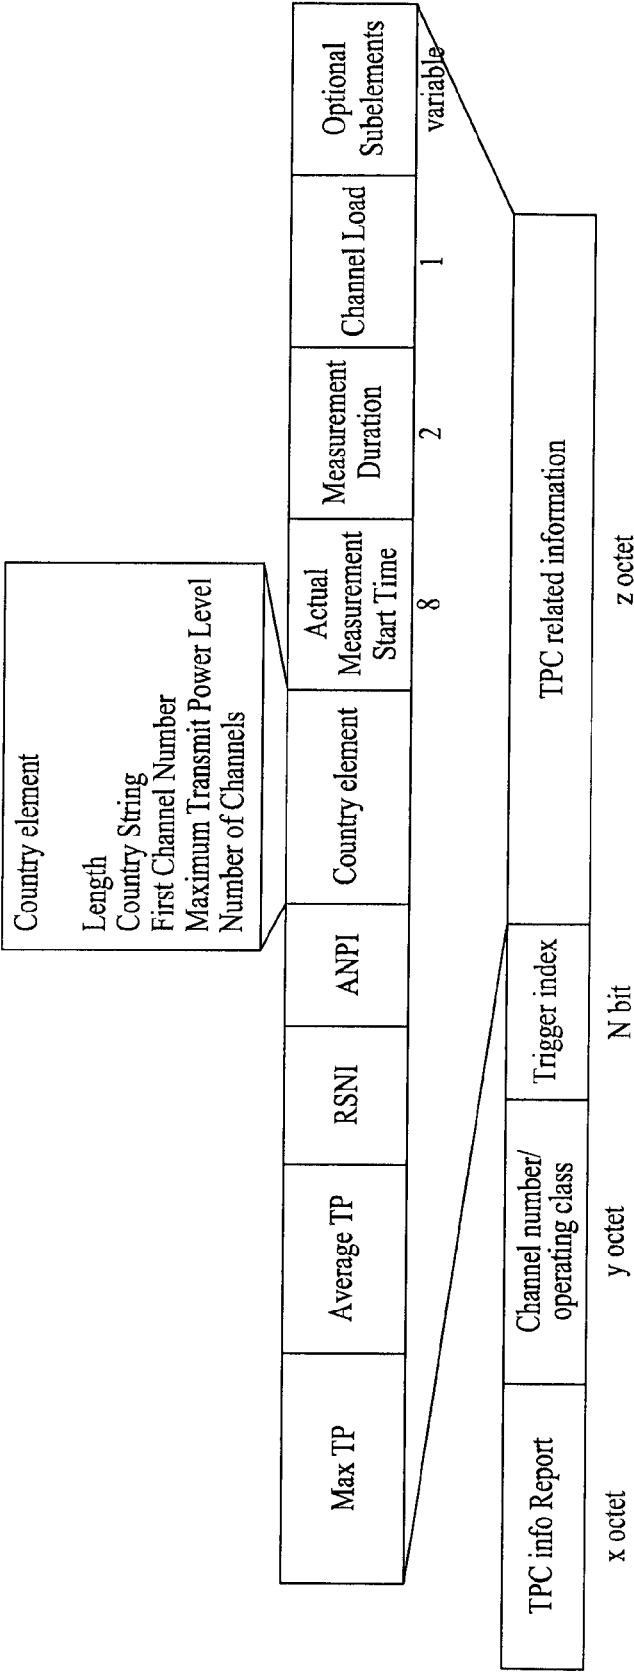 Country element
Length
Country String
First Channel Number
Maximum Transmit Power Level
Number of Channels
Max TP
Average TP
RSNI
ANPI
Country element
Actual
Measurement
Start Time
Measurement
Duration
Channel Load
Optional
Subelements
8
2
1
variable
TPC info Report
Channel number/
operating class
Trigger index
TPC related information
x octet
y octet
N bit
z octet